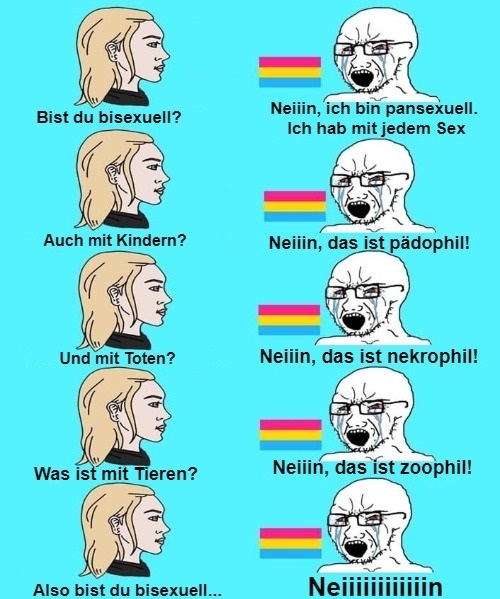 Bist du bisexuell?
Neiiin, ich bin pansexuell.
Ich hab mit jedem Sex
Auch mit Kindern?
Neiiin, das ist pädophil!
Und mit Toten?
Neiiin, das ist nekrophil!
Was ist mit Tieren?
Neiiin, das ist zoophil!
Also bist du bisexuell...
Neiiiiiiiiiiiin